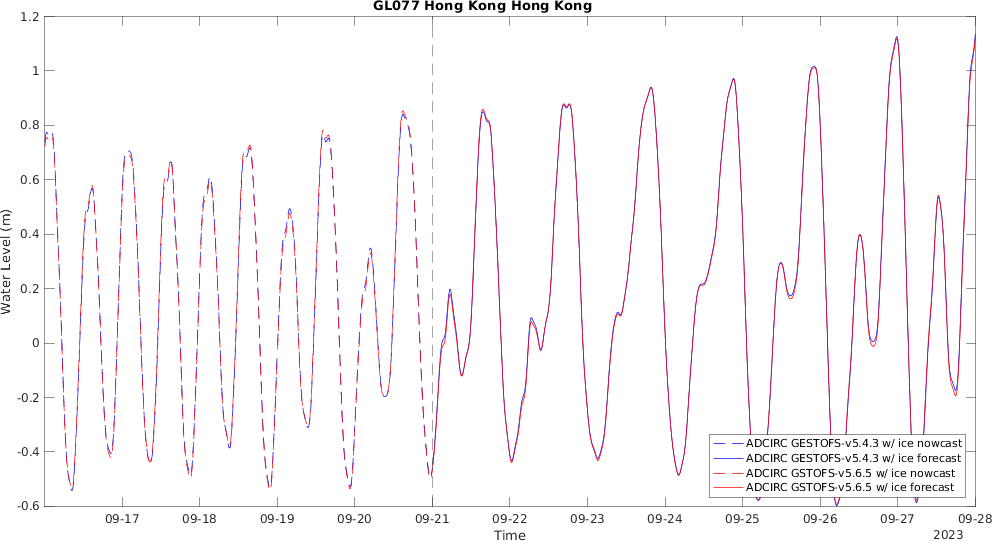 GL077 Hong Kong Hong Kong
1.2
1
0.8
0.6
0.4
0.2
0
-0.2
-0.4
-0.6
Water Level (m)
ADCIRC GESTOFS-v5.4.3 w/ ice nowcast
ADCIRC GESTOFS-v5.4.3 w/ ice forecast
ADCIRC GSTOFS-v5.6.5 w/ ice nowcast
ADCIRC GSTOFS-v5.6.5 w/ ice forecast
09-17 09-18 09-19 09-20 09-21 09-22 09-23 09-24 09-25 09-26 09-27 09-28
Time
2023